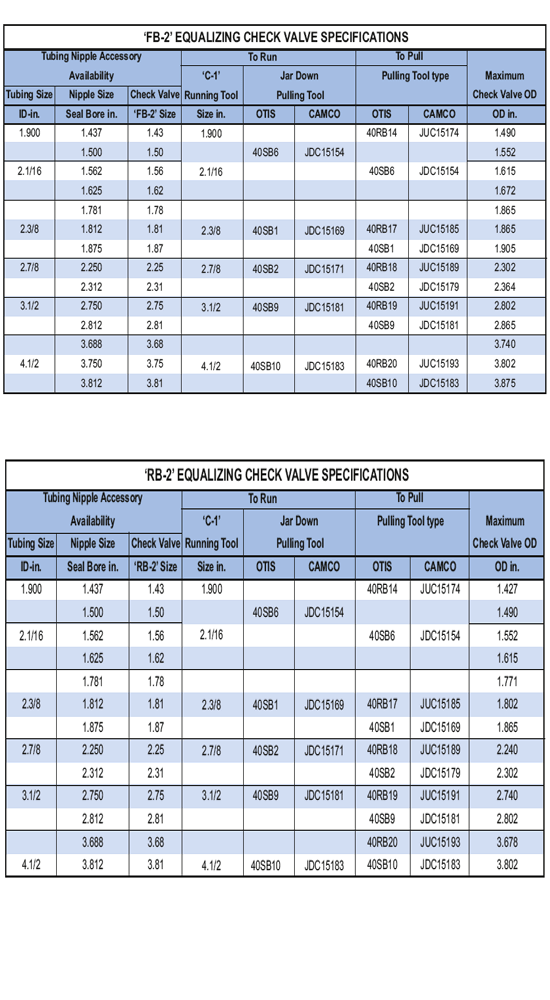 ‘FB-2’ EQUALIZING CHECK VALVE SPECIFICATIONS
Tubing Nipple Accessory To Run To Pull
Availability ‘C-1’ Jar Down Pulling Tool type Maximum
Tubing Size Nipple Size Check Valve Running Tool Pulling Tool Check Valve OD
ID-in. Seal Bore in. ‘FB-2’ Size Size in. OTIS CAMCO OTIS CAMCO OD in.
1.900 1.437 1.43 1.900 40RB14 JUC15174 1.490
1.500 1.50 40SB6 JDC15154 1.552
2.1/16 1.562 1.56 2.1/16 40SB6 JDC15154 1.615
1.625 1.62 1.672
1.781 1.78 1.865
2.3/8 1.812 1.81 2.3/8 40SB1 JDC15169 40RB17 JUC15185 1.865
1.875 1.87 40SB1 JDC15169 1.905
2.7/8 2.250 2.25 2.7/8 40SB2 JDC15171 40RB18 JUC15189 2.302
2.312 2.31 40SB2 JDC15179 2.364
3.1/2 2.750 2.75 3.1/2 40SB9 JDC15181 40RB19 JUC15191 2.802
2.812 2.81 40SB9 JDC15181 2.865
3.688 3.68 3.740
4.1/2 3.750 3.75 4.1/2 40SB10 JDC15183 40RB20 JUC15193 3.802
3.812 3.81 40SB10 JDC15183 3.875
‘RB-2’ EQUALIZING CHECK VALVE SPECIFICATIONS
Tubing Nipple Accessory To Run To Pull
Availability ‘C-1’ Jar Down Pulling Tool type Maximum
Tubing Size Nipple Size Check Valve Running Tool Pulling Tool Check Valve OD
ID-in. Seal Bore in. ‘RB-2’ Size Size in. OTIS CAMCO OTIS CAMCO OD in.
1.900 1.437 1.43 1.900 40RB14 JUC15174 1.427
1.500 1.50 40SB6 JDC15154 1.490
2.1/16 1.562 1.56 2.1/16 40SB6 JDC15154 1.552
1.625 1.62 1.615
1.781 1.78 1.771
2.3/8 1.812 1.81 2.3/8 40SB1 JDC15169 40RB17 JUC15185 1.802
1.875 1.87 40SB1 JDC15169 1.865
2.7/8 2.250 2.25 2.7/8 40SB2 JDC15171 40RB18 JUC15189 2.240
2.312 2.31 40SB2 JDC15179 2.302
3.1/2 2.750 2.75 3.1/2 40SB9 JDC15181 40RB19 JUC15191 2.740
2.812 2.81 40SB9 JDC15181 2.802
3.688 3.68 40RB20 JUC15193 3.678
4.1/2 3.812 3.81 4.1/2 40SB10 JDC15183 40SB10 JDC15183 3.802